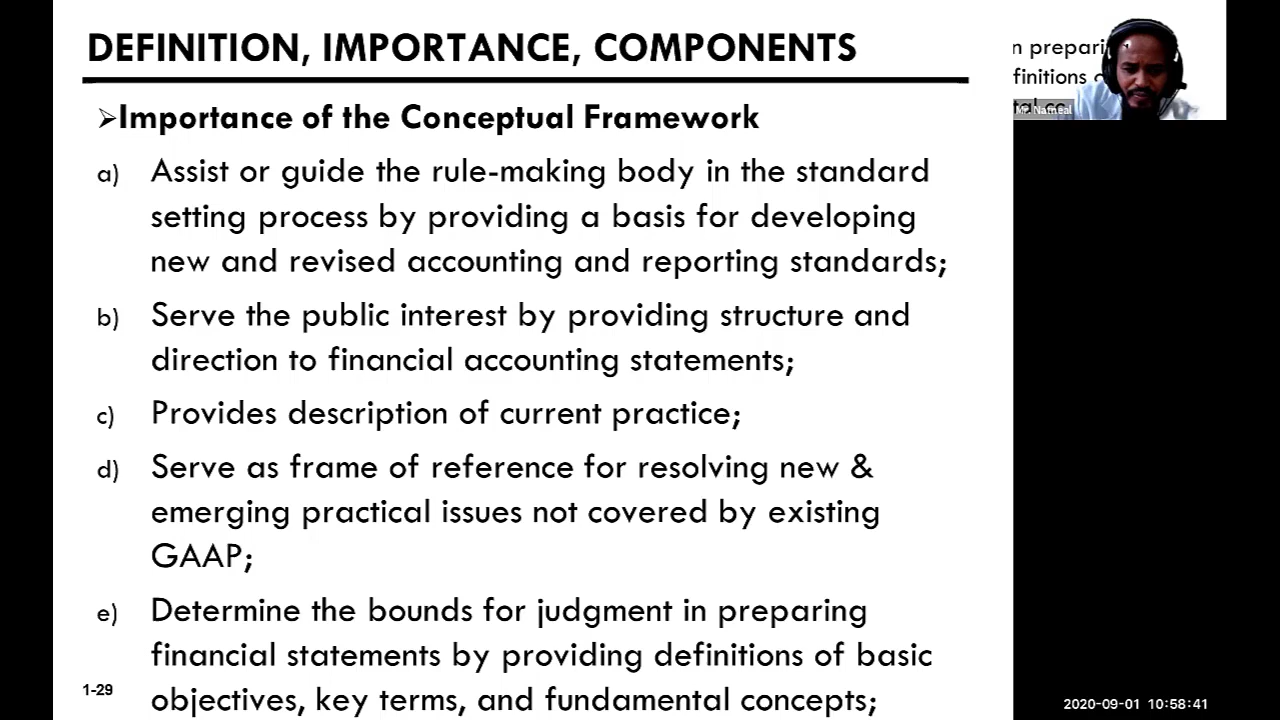 DEFINITION, IMPORTANCE, COMPONENTS
➢Importance of the Conceptual Framework
a) Assist or guide the rule-making body in the standard
setting process by providing a basis for developing
new and revised accounting and reporting standards;
b) Serve the public interest by providing structure and
direction to financial accounting statements;
c) Provides description of current practice;
d) Serve as frame of reference for resolving new &
emerging practical issues not covered by existing
GAAP;
e) Determine the bounds for judgment in preparing
financial statements by providing definitions of basic
objectives, key terms, and fundamental concepts;
1-29
2020-09-01 10:58:41